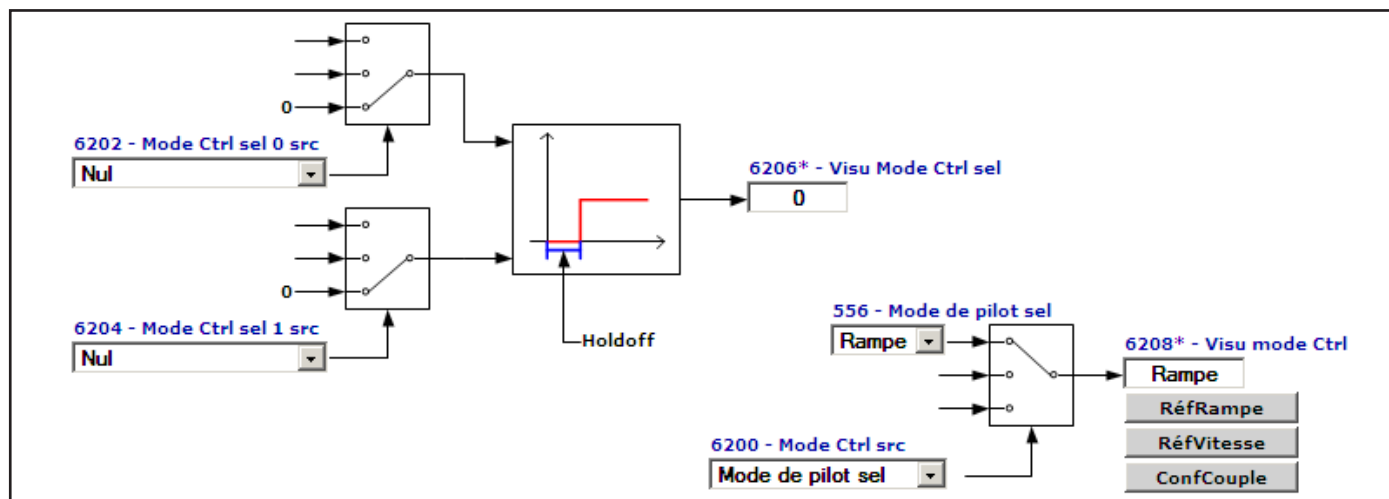 0
6202 - Mode Ctrl sel 0 src
Nul
6206* - Visu Mode Ctrl sel
0
0
6204 - Mode Ctrl sel 1 src
Nul
Holdoff
556 - Mode de pilot sel
Rampe
6208* - Visu mode Ctrl
Rampe
RéfRampe
6200 - Mode Ctrl src
RéfVitesse
Mode de pilot sel
ConfCouple